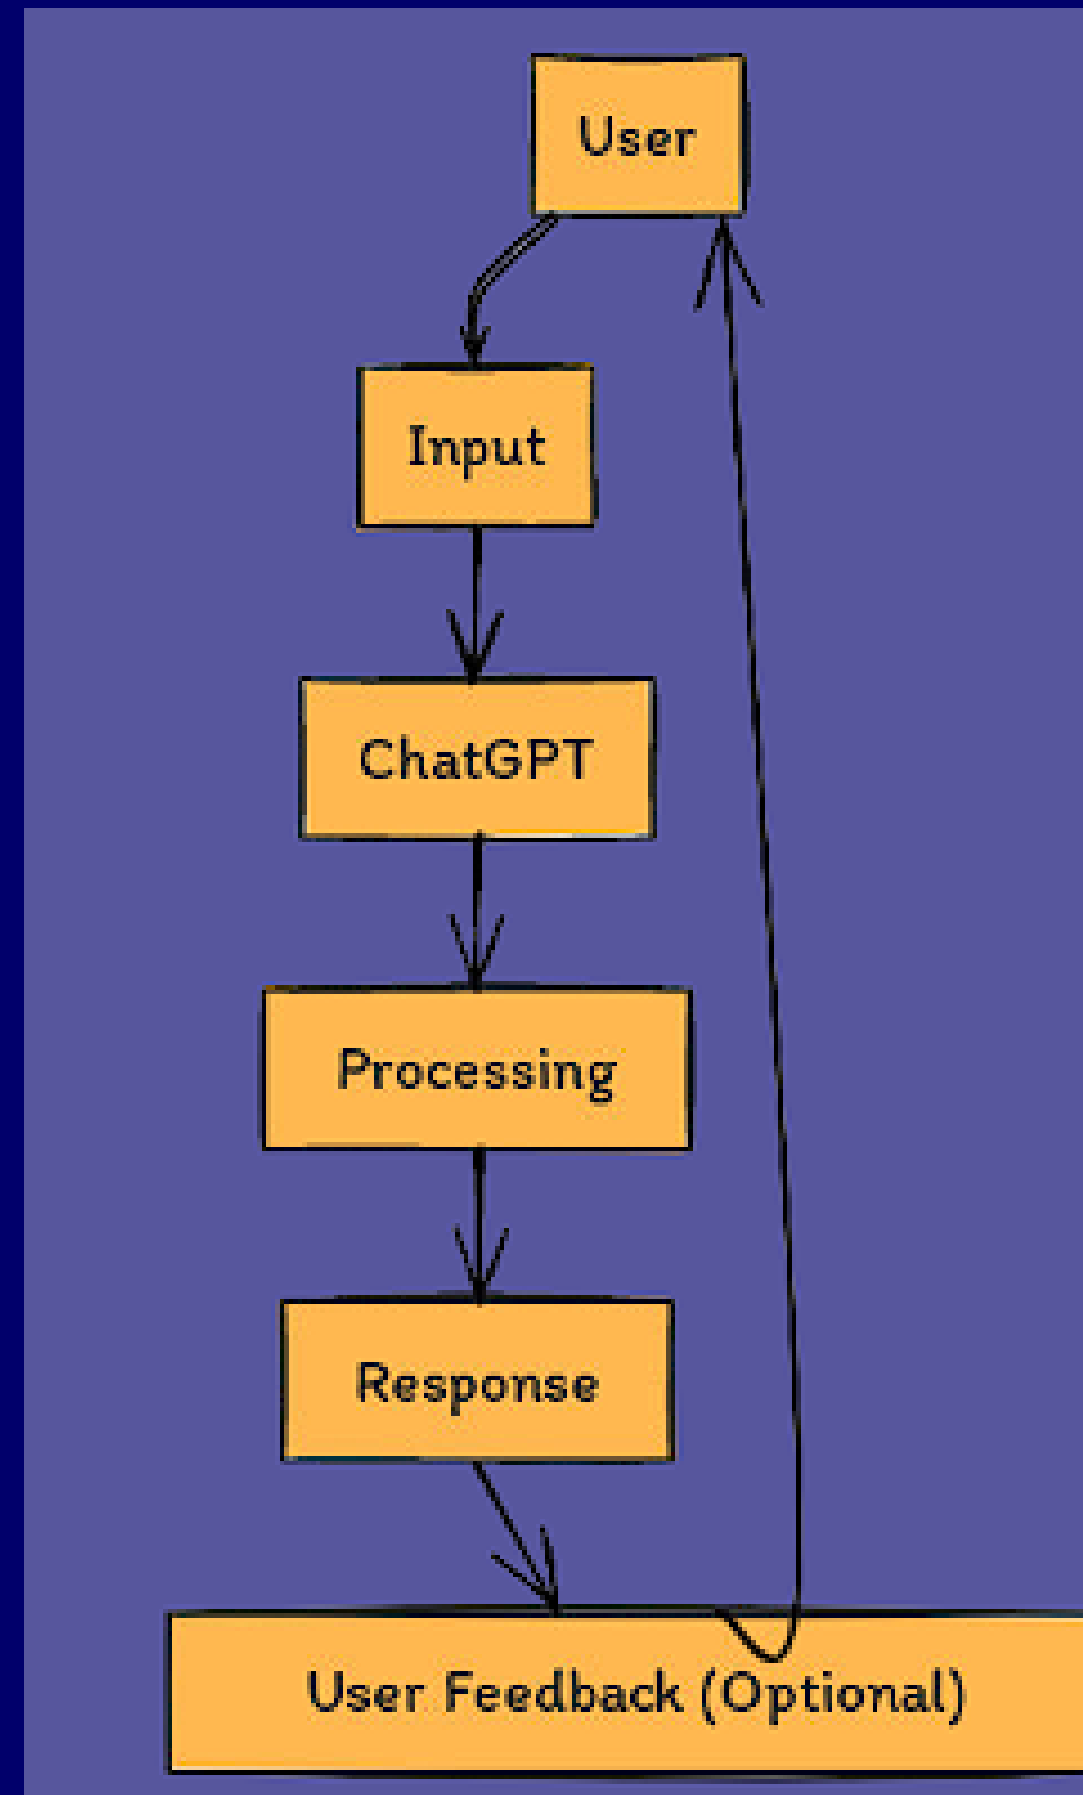 User
Input
ChatGPT
Processing
Response
User Feedback (Optional)